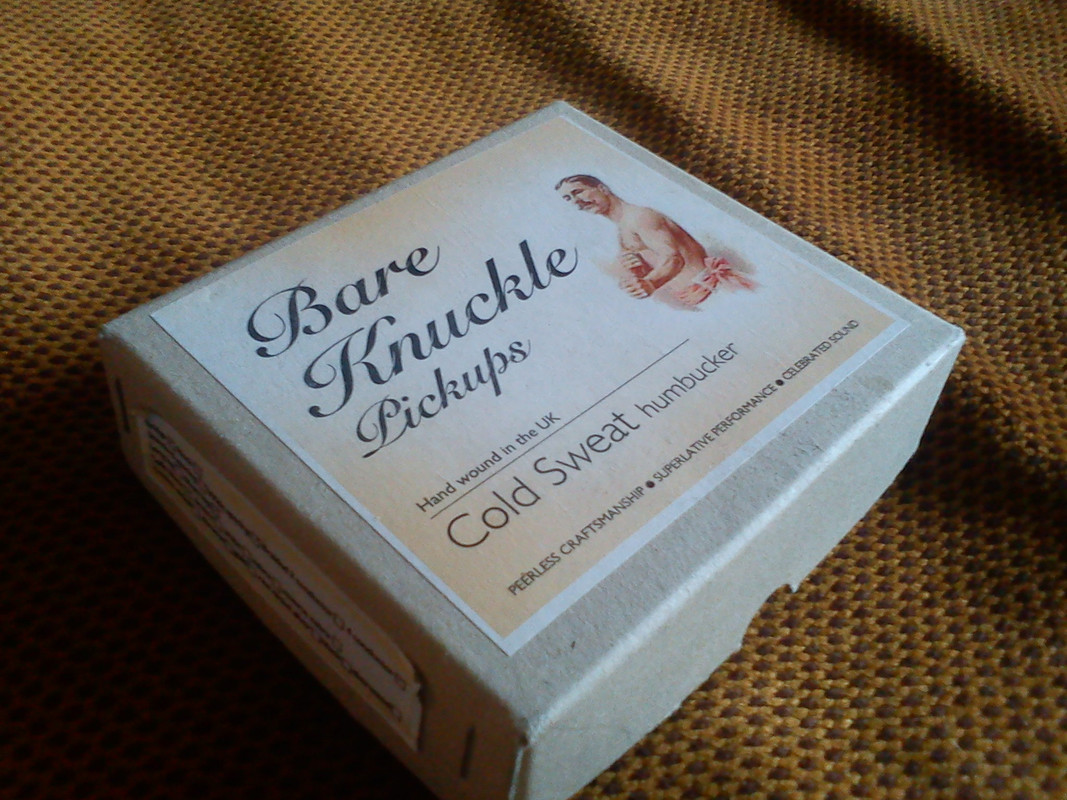 Bare
Knuckle
Pickups
Hand wound in the UK
Cold Sweat humbucker
PEERLESS CRAFTSMANSHIP ● SUPERLATIVE PERFORMANCE ● CELEBRATED SOUND